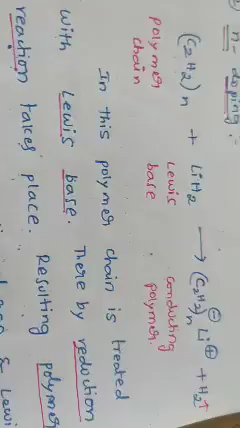 n-doping :-
(C2H2)n + LiH2 → (C2H2)n⊖ Li⊕ + H2↑
polymer Lewis conducting
chain base polymer.
In this polymer chain is treated
with Lewis base. There by reduction
reaction takes place. Resulting polymer
& Lewi